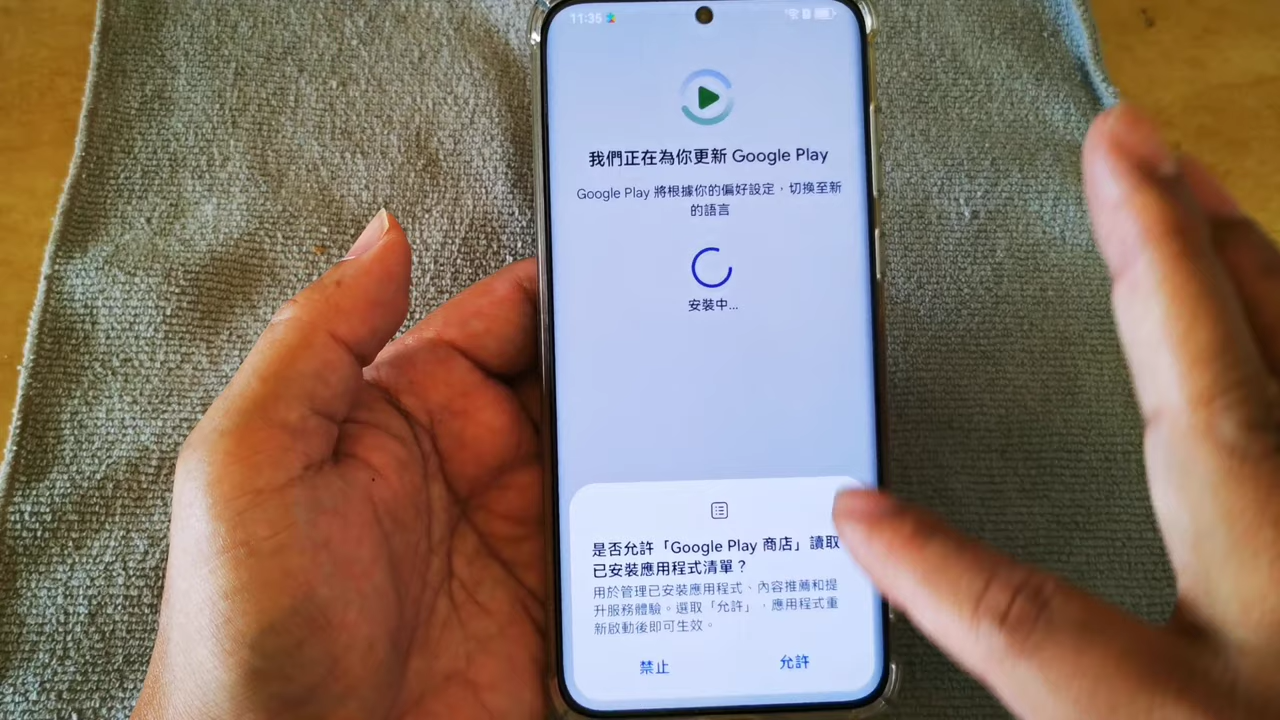 11:35
我們正在為你更新 Google Play
Google Play 將根據你的偏好設定，切換至新
的語言
安裝中...
是否允許「Google Play 商店」讀取
已安裝應用程式清單？
用於管理已安裝應用程式、內容推薦和提
升服務體驗。選取「允許」，應用程式重
新啟動後即可生效。
禁止
允許